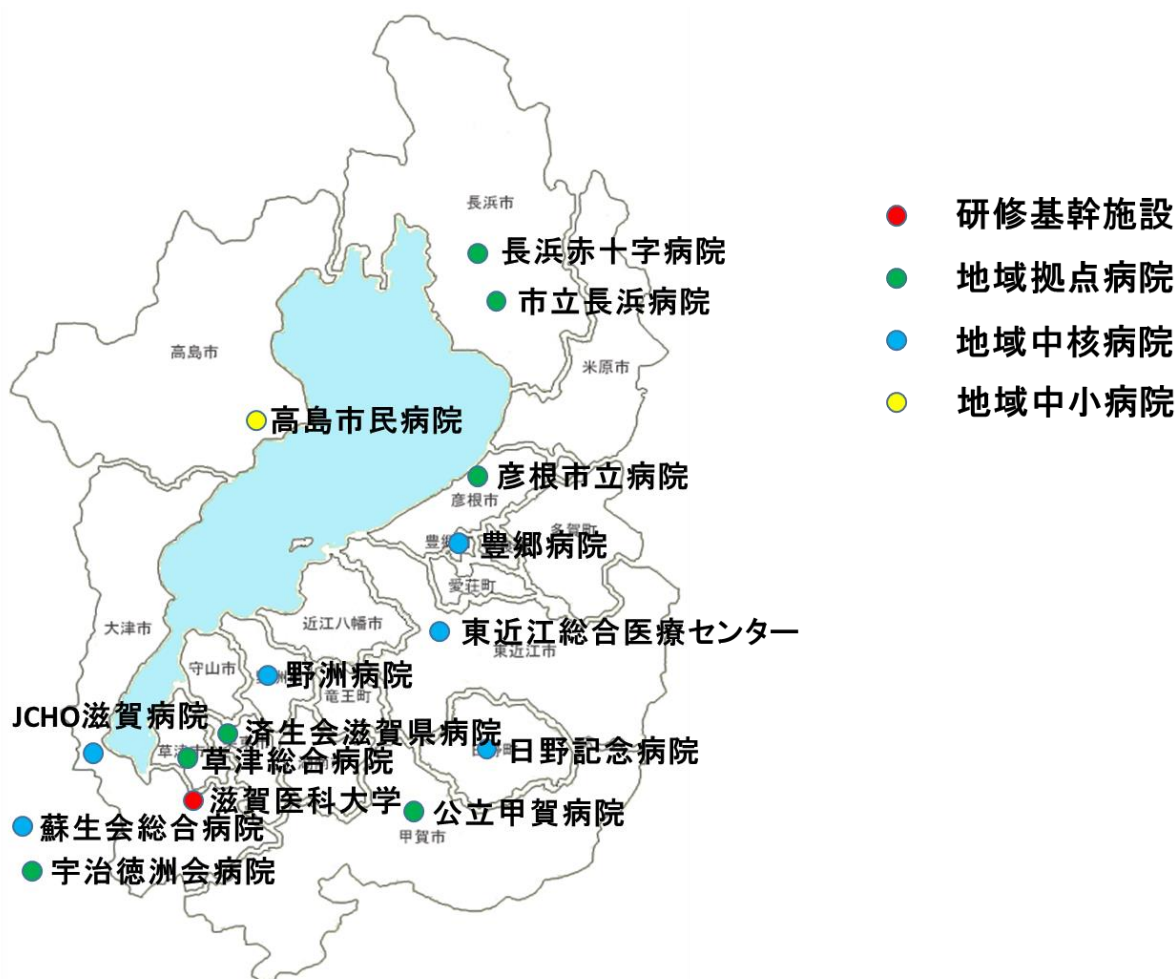 長浜市
長浜赤十字病院
市立長浜病院
高島市
米原市
高島市民病院
彦根市立病院
彦根市
多賀町
豊郷病院
愛荘町
近江八幡市
大津市
東近江総合医療センター
東近江市
守山市
野洲病院
竜王町
JCHO滋賀病院
済生会滋賀県病院
草津総合病院
日野記念病院
滋賀医科大学
公立甲賀病院
甲賀市
蘇生会総合病院
宇治徳洲会病院
研修基幹施設
地域拠点病院
地域中核病院
地域中小病院